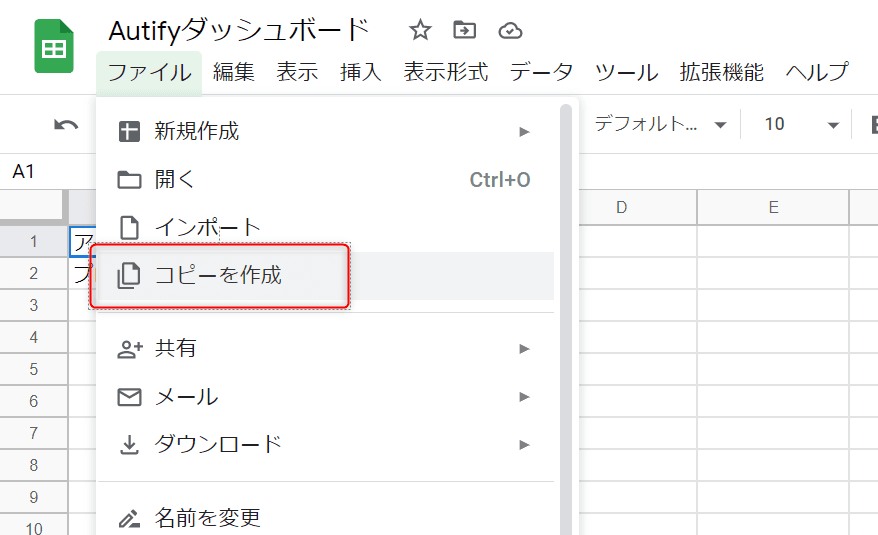 Autifyダッシュボード
ファイル 編集 表示 挿入 表示形式 データ ツール 拡張機能 ヘルプ
新規作成
デフォルト... 10
A1
開く Ctrl+O
D E
インポート
1
コピーを作成
2 プ
3
4 共有
5
6 メール
7
8 ダウンロード
9
10 名前を変更